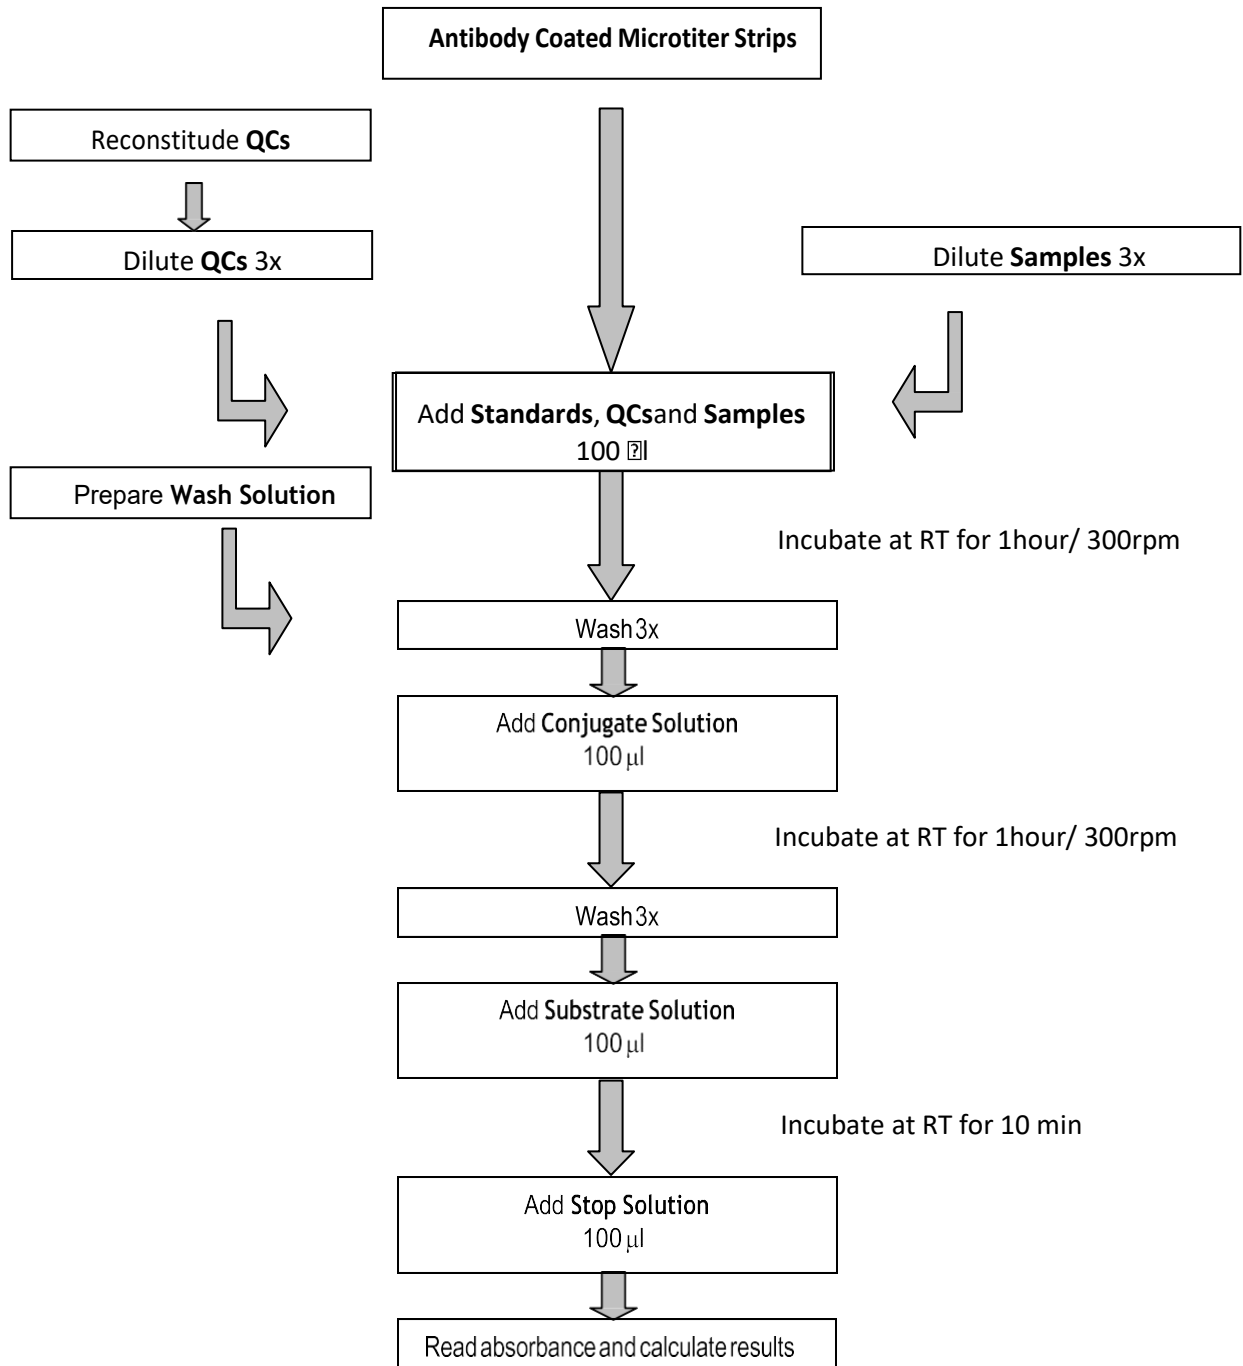 Antibody Coated Microtiter Strips
Reconstitude QCs
Dilute QCs 3x
Dilute Samples 3x
Add Standards, QCsand Samples
100 �l
Prepare Wash Solution
Incubate at RT for 1hour/ 300rpm
Wash 3x
Add Conjugate Solution
100 µl
Incubate at RT for 1hour/ 300rpm
Wash 3x
Add Substrate Solution
100 µl
Incubate at RT for 10 min
Add Stop Solution
100 µl
Read absorbance and calculate results